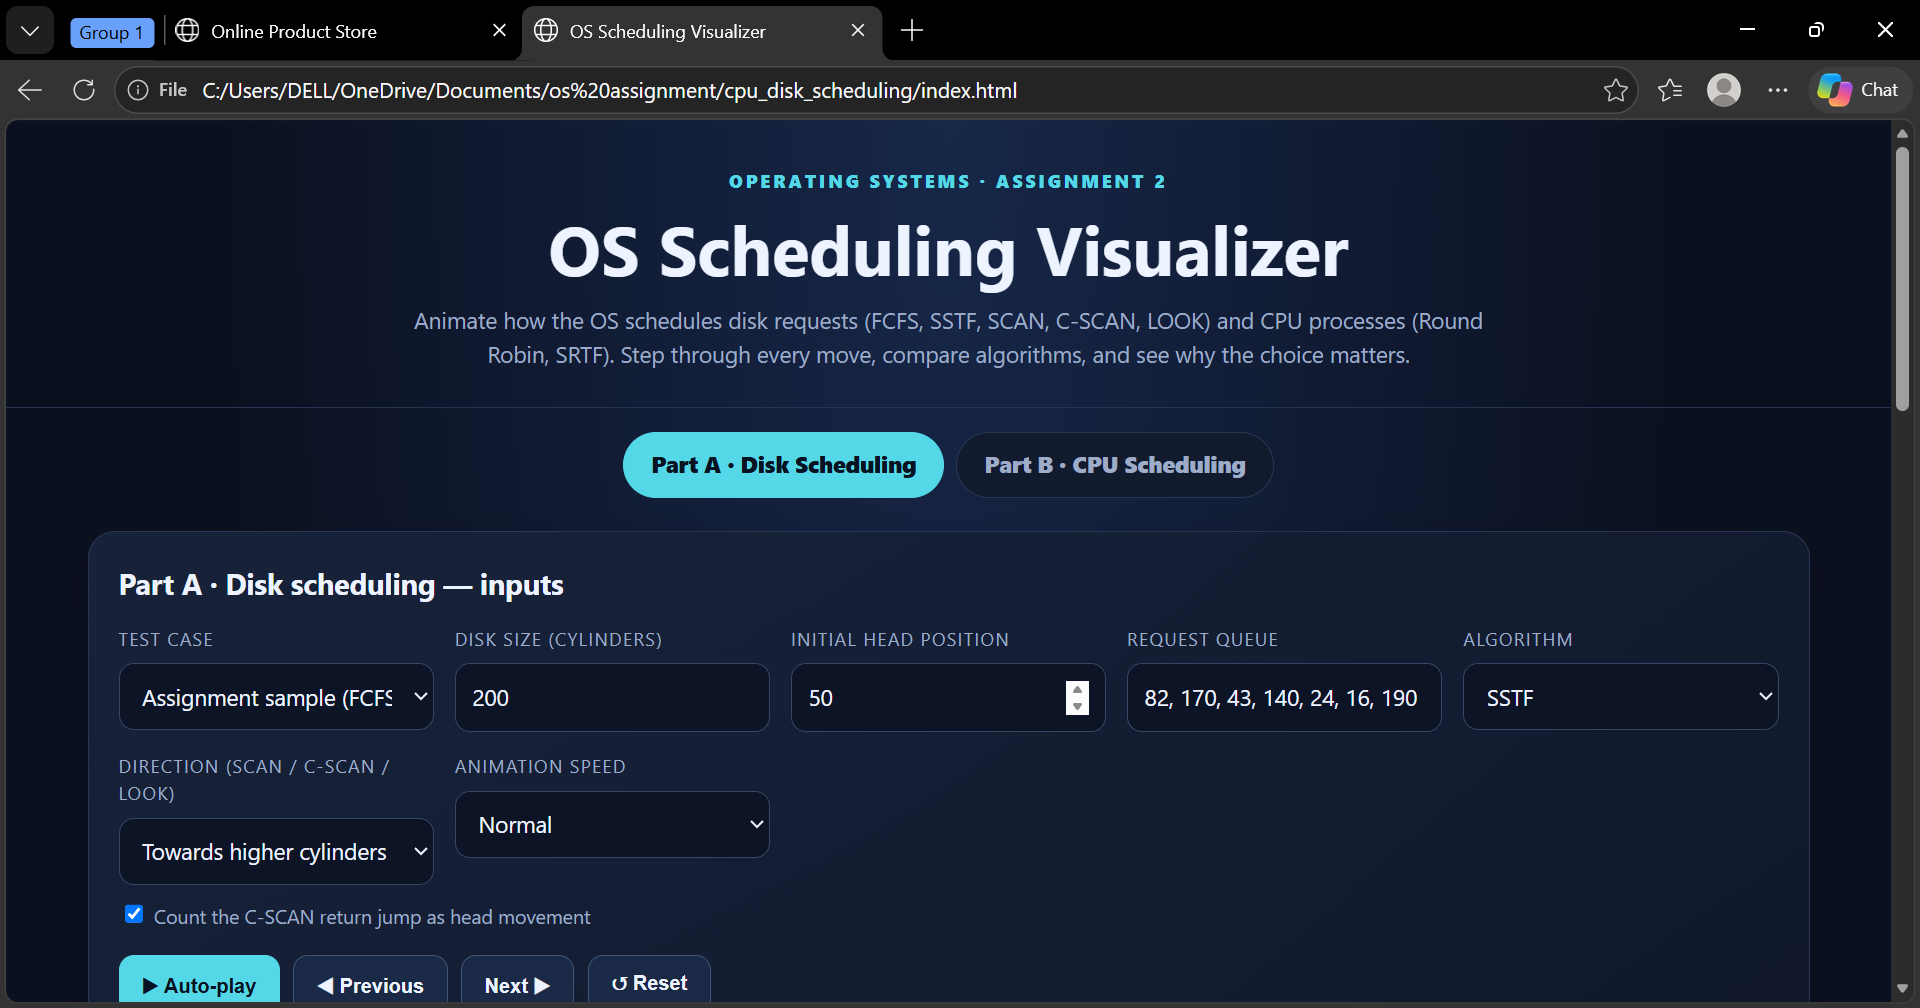 Group 1
Online Product Store
OS Scheduling Visualizer
File C:/Users/DELL/OneDrive/Documents/os%20assignment/cpu_disk_scheduling/index.html
Chat
OPERATING SYSTEMS · ASSIGNMENT 2
OS Scheduling Visualizer
Animate how the OS schedules disk requests (FCFS, SSTF, SCAN, C-SCAN, LOOK) and CPU processes (Round
Robin, SRTF). Step through every move, compare algorithms, and see why the choice matters.
Part A · Disk Scheduling
Part B · CPU Scheduling
Part A · Disk scheduling — inputs
TEST CASE
DISK SIZE (CYLINDERS)
INITIAL HEAD POSITION
REQUEST QUEUE
ALGORITHM
Assignment sample (FCFS
200
50
82, 170, 43, 140, 24, 16, 190
SSTF
DIRECTION (SCAN / C-SCAN /
LOOK)
ANIMATION SPEED
Towards higher cylinders
Normal
Count the C-SCAN return jump as head movement
▶ Auto-play
◀ Previous
Next ▶
↺ Reset